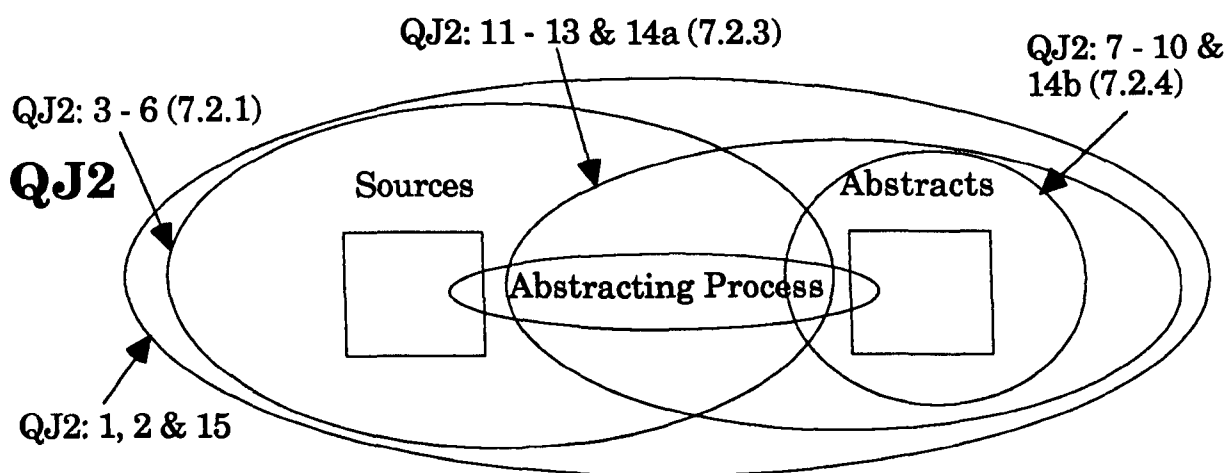 QJ2: 11 - 13 & 14a (7.2.3)
QJ2: 7 - 10 &
14b (7.2.4)
QJ2: 3 - 6 (7.2.1)
QJ2
Sources
Abstracts
Abstracting Process
QJ2: 1, 2 & 15